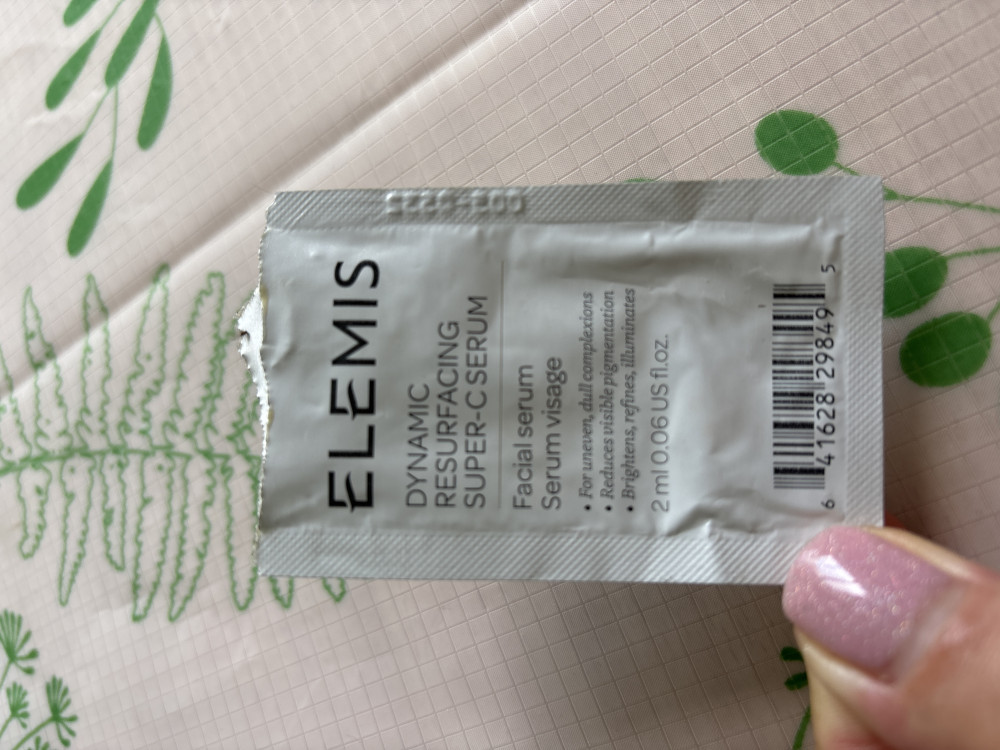 ELEMIS
DYNAMIC
RESURFACING
SUPER-C SERUM
Facial serum
Serum visage
• For uneven, dull complexions
• Reduces visible pigmentation
• Brightens, refines, illuminates
2 ml 0.06 US fl.oz.
6 41628 29849 5